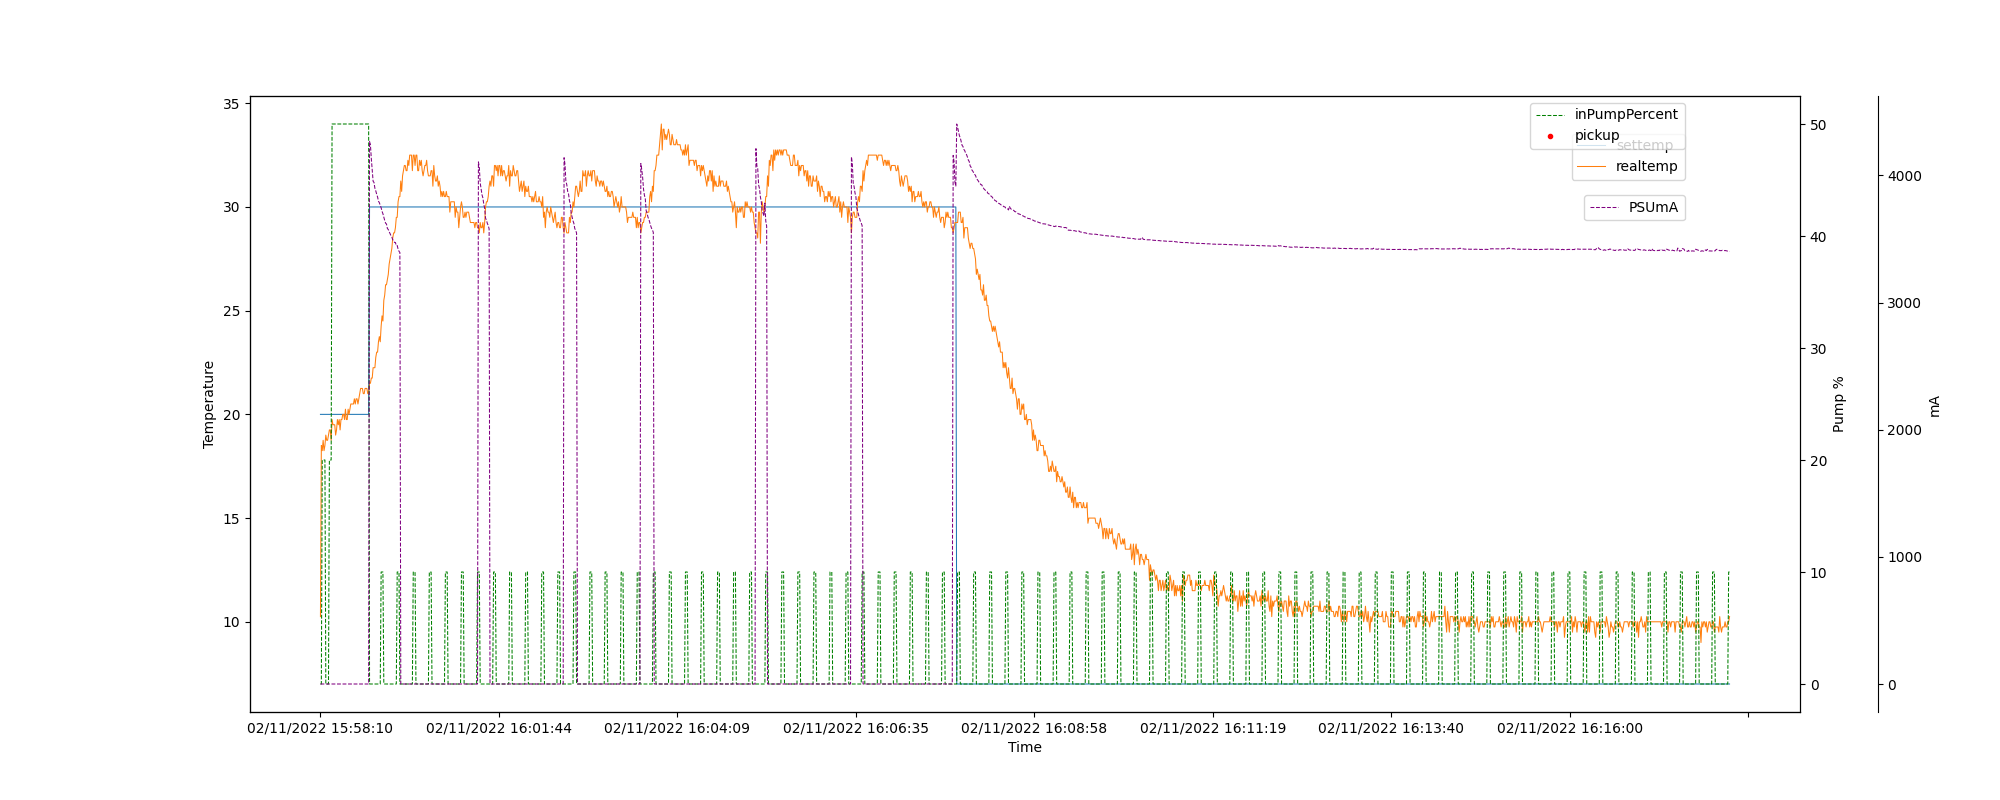 35
30
25
20
15
10
Temperature
02/11/2022 15:58:10
02/11/2022 16:01:44
02/11/2022 16:04:09
02/11/2022 16:06:35
02/11/2022 16:08:58
02/11/2022 16:11:19
02/11/2022 16:13:40
02/11/2022 16:16:00
Time
inPumpPercent
pickup
settemp
realtemp
PSUmA
50
40
30
20
10
0
Pump %
4000
3000
2000
1000
0
mA